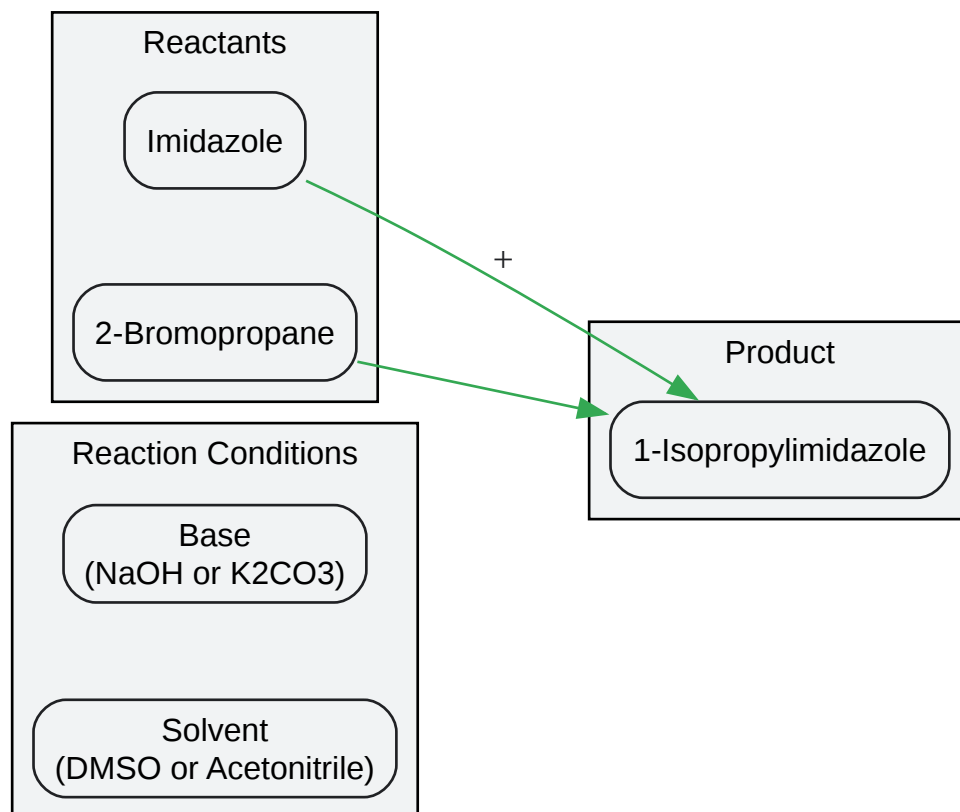 Reactants
Imidazole
+
2-Bromopropane
Product
1-Isopropylimidazole
Reaction Conditions
Base
(NaOH or K2CO3)
Solvent
(DMSO or Acetonitrile)